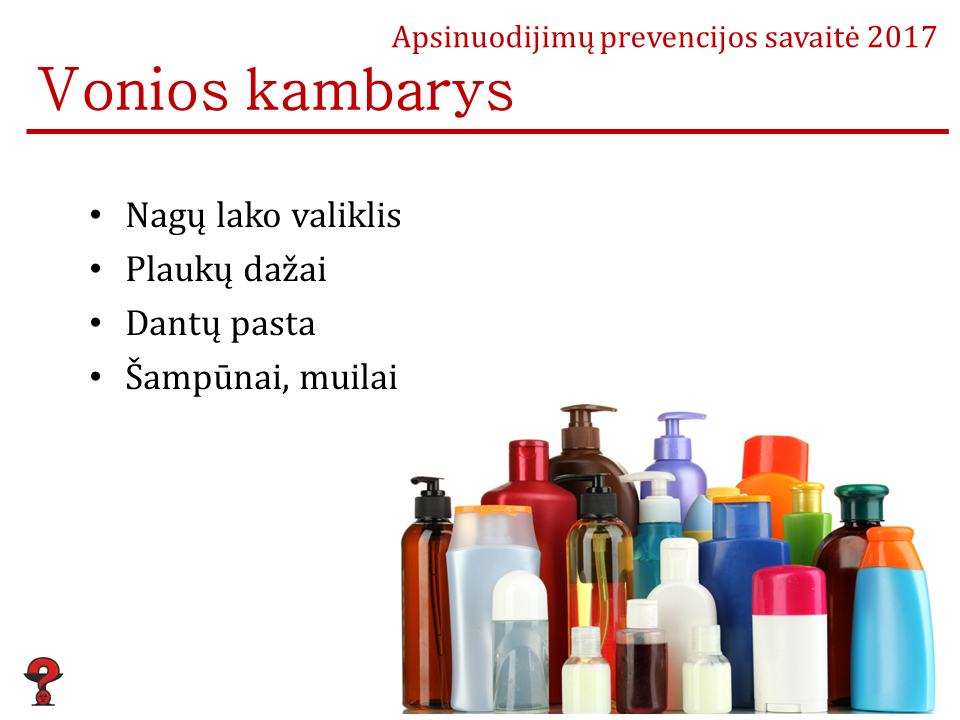 Apsinuodijimų prevencijos savaitė 2017
Vonios kambarys
• Nagų lako valiklis
• Plaukų dažai
• Dantų pasta
• Šampūnai, muilai